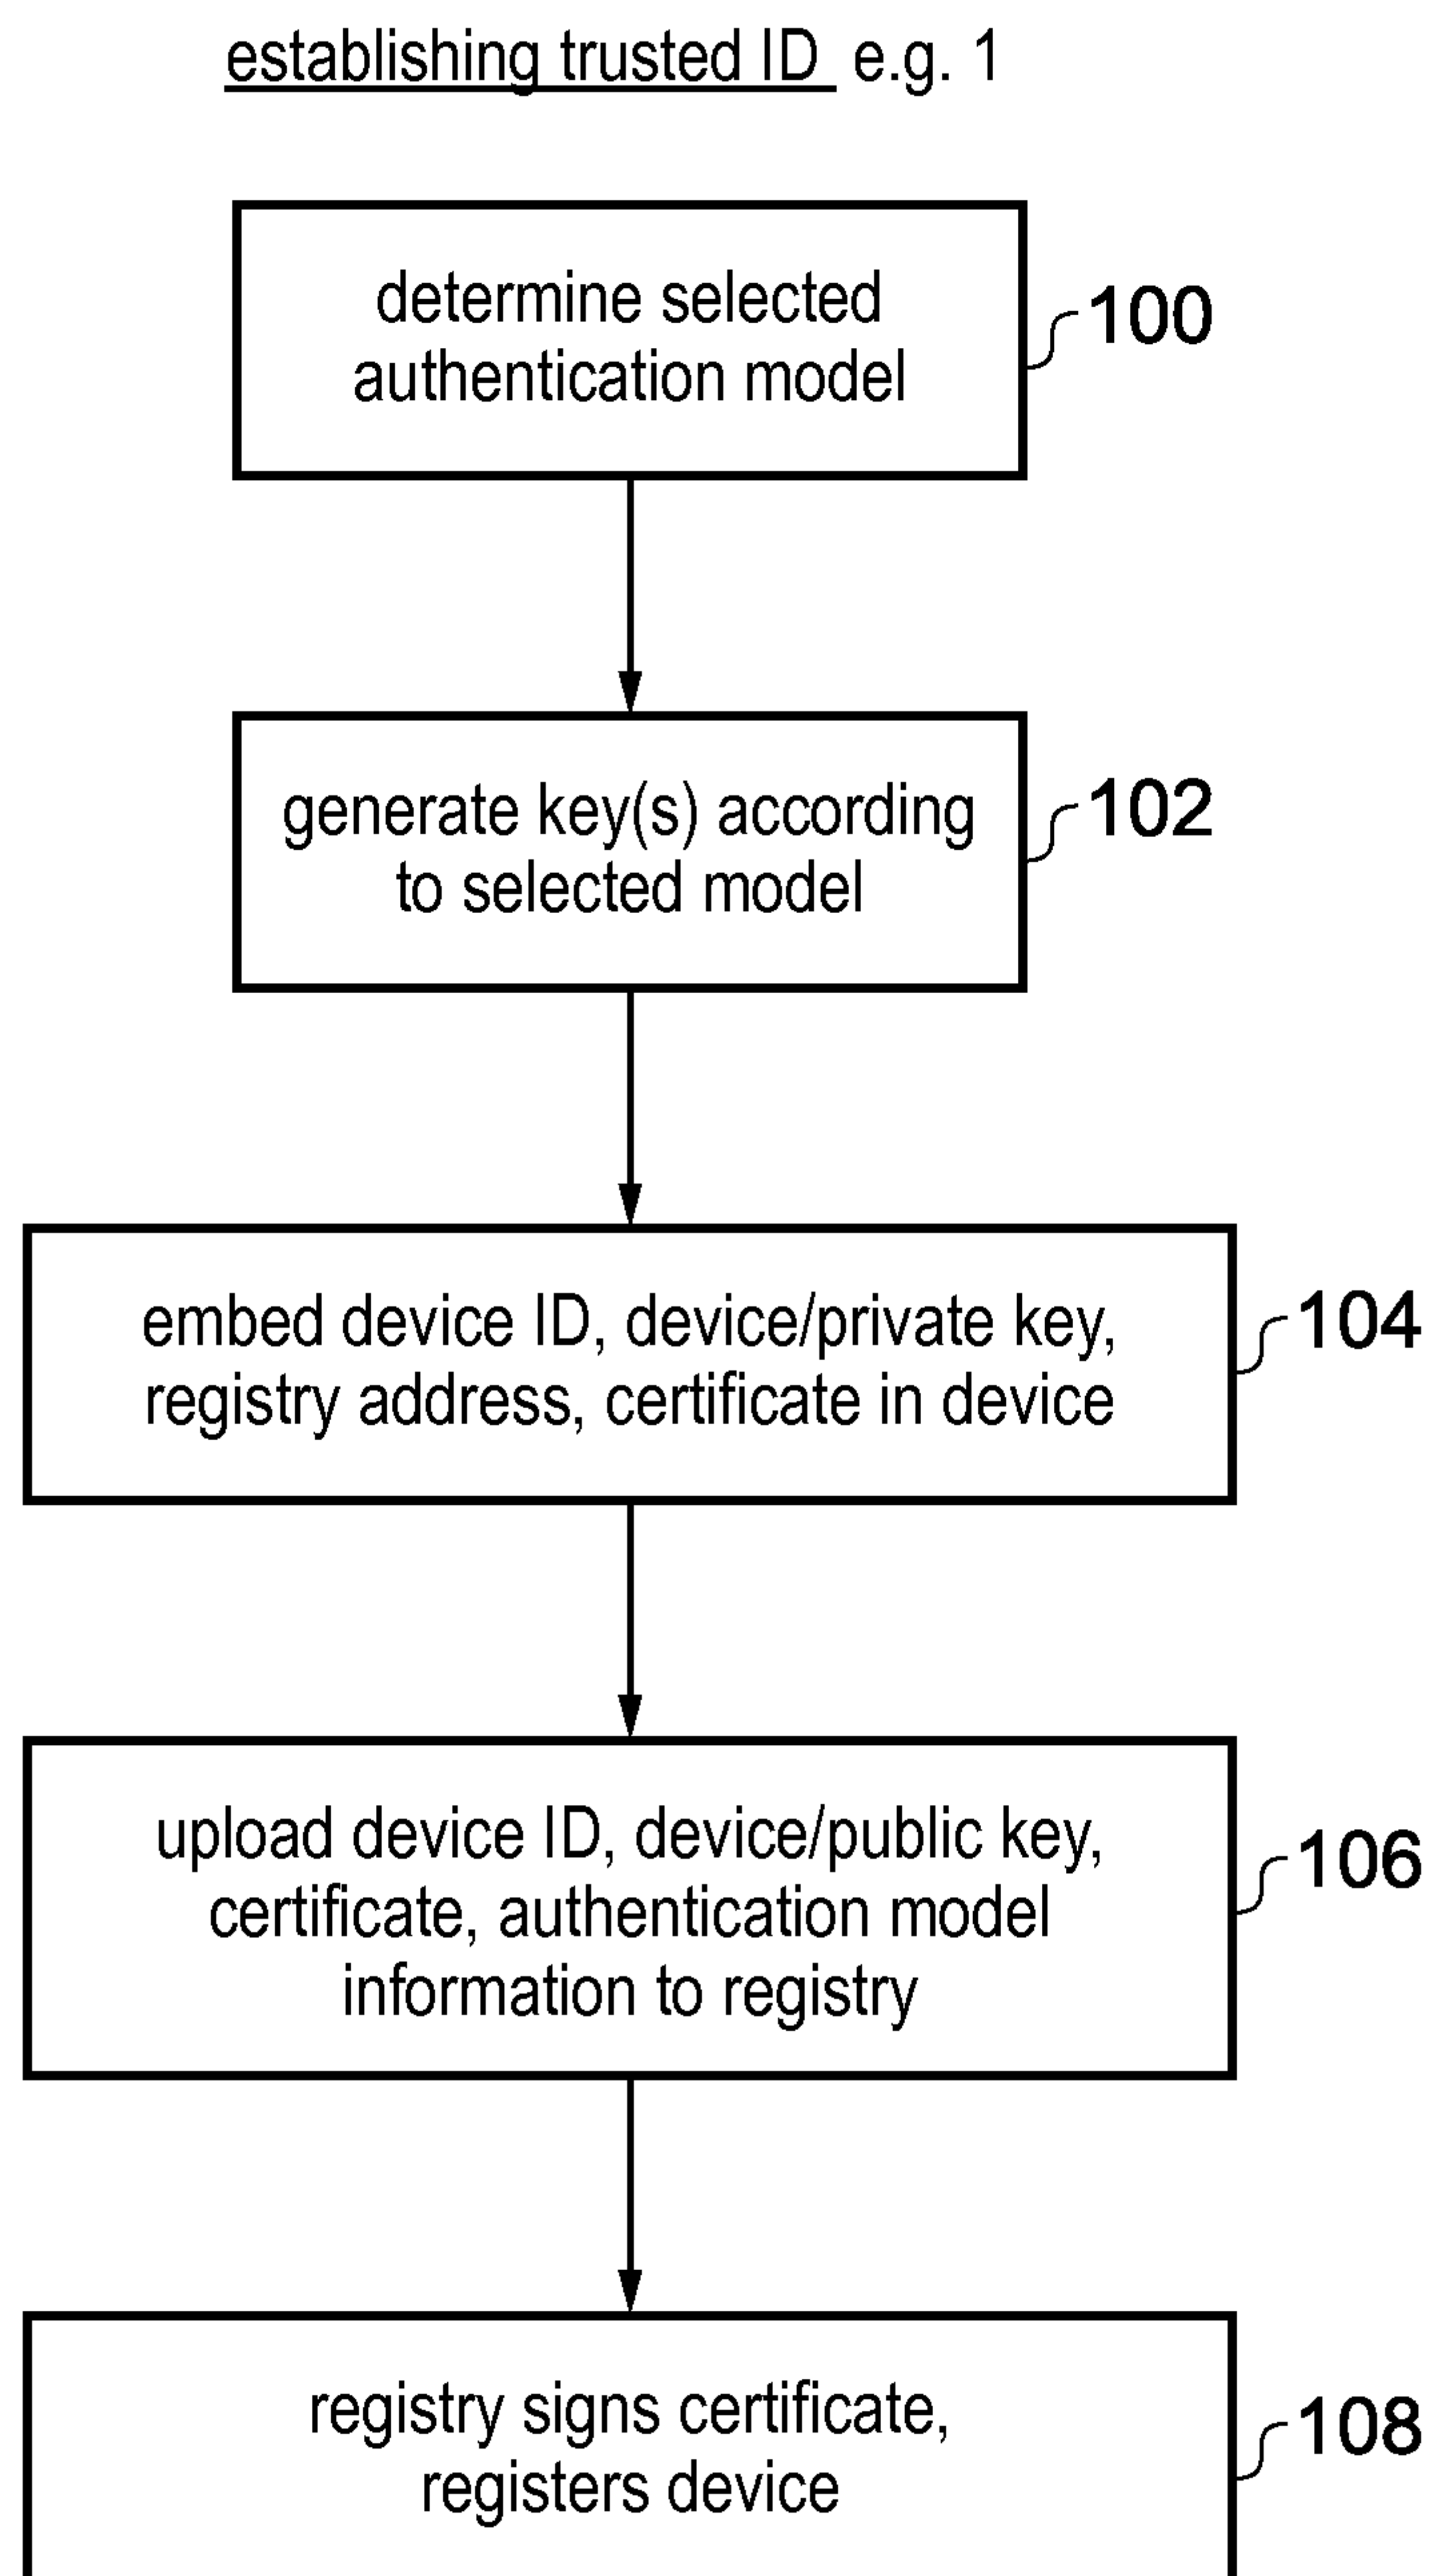 establishing trusted ID e.g. 1
determine selected
authentication model
100
generate key(s) according
to selected model
102
embed device ID, device/private key,
registry address, certificate in device
104
upload device ID, device/public key,
certificate, authentication model
information to registry
106
registry signs certificate,
registers device
108